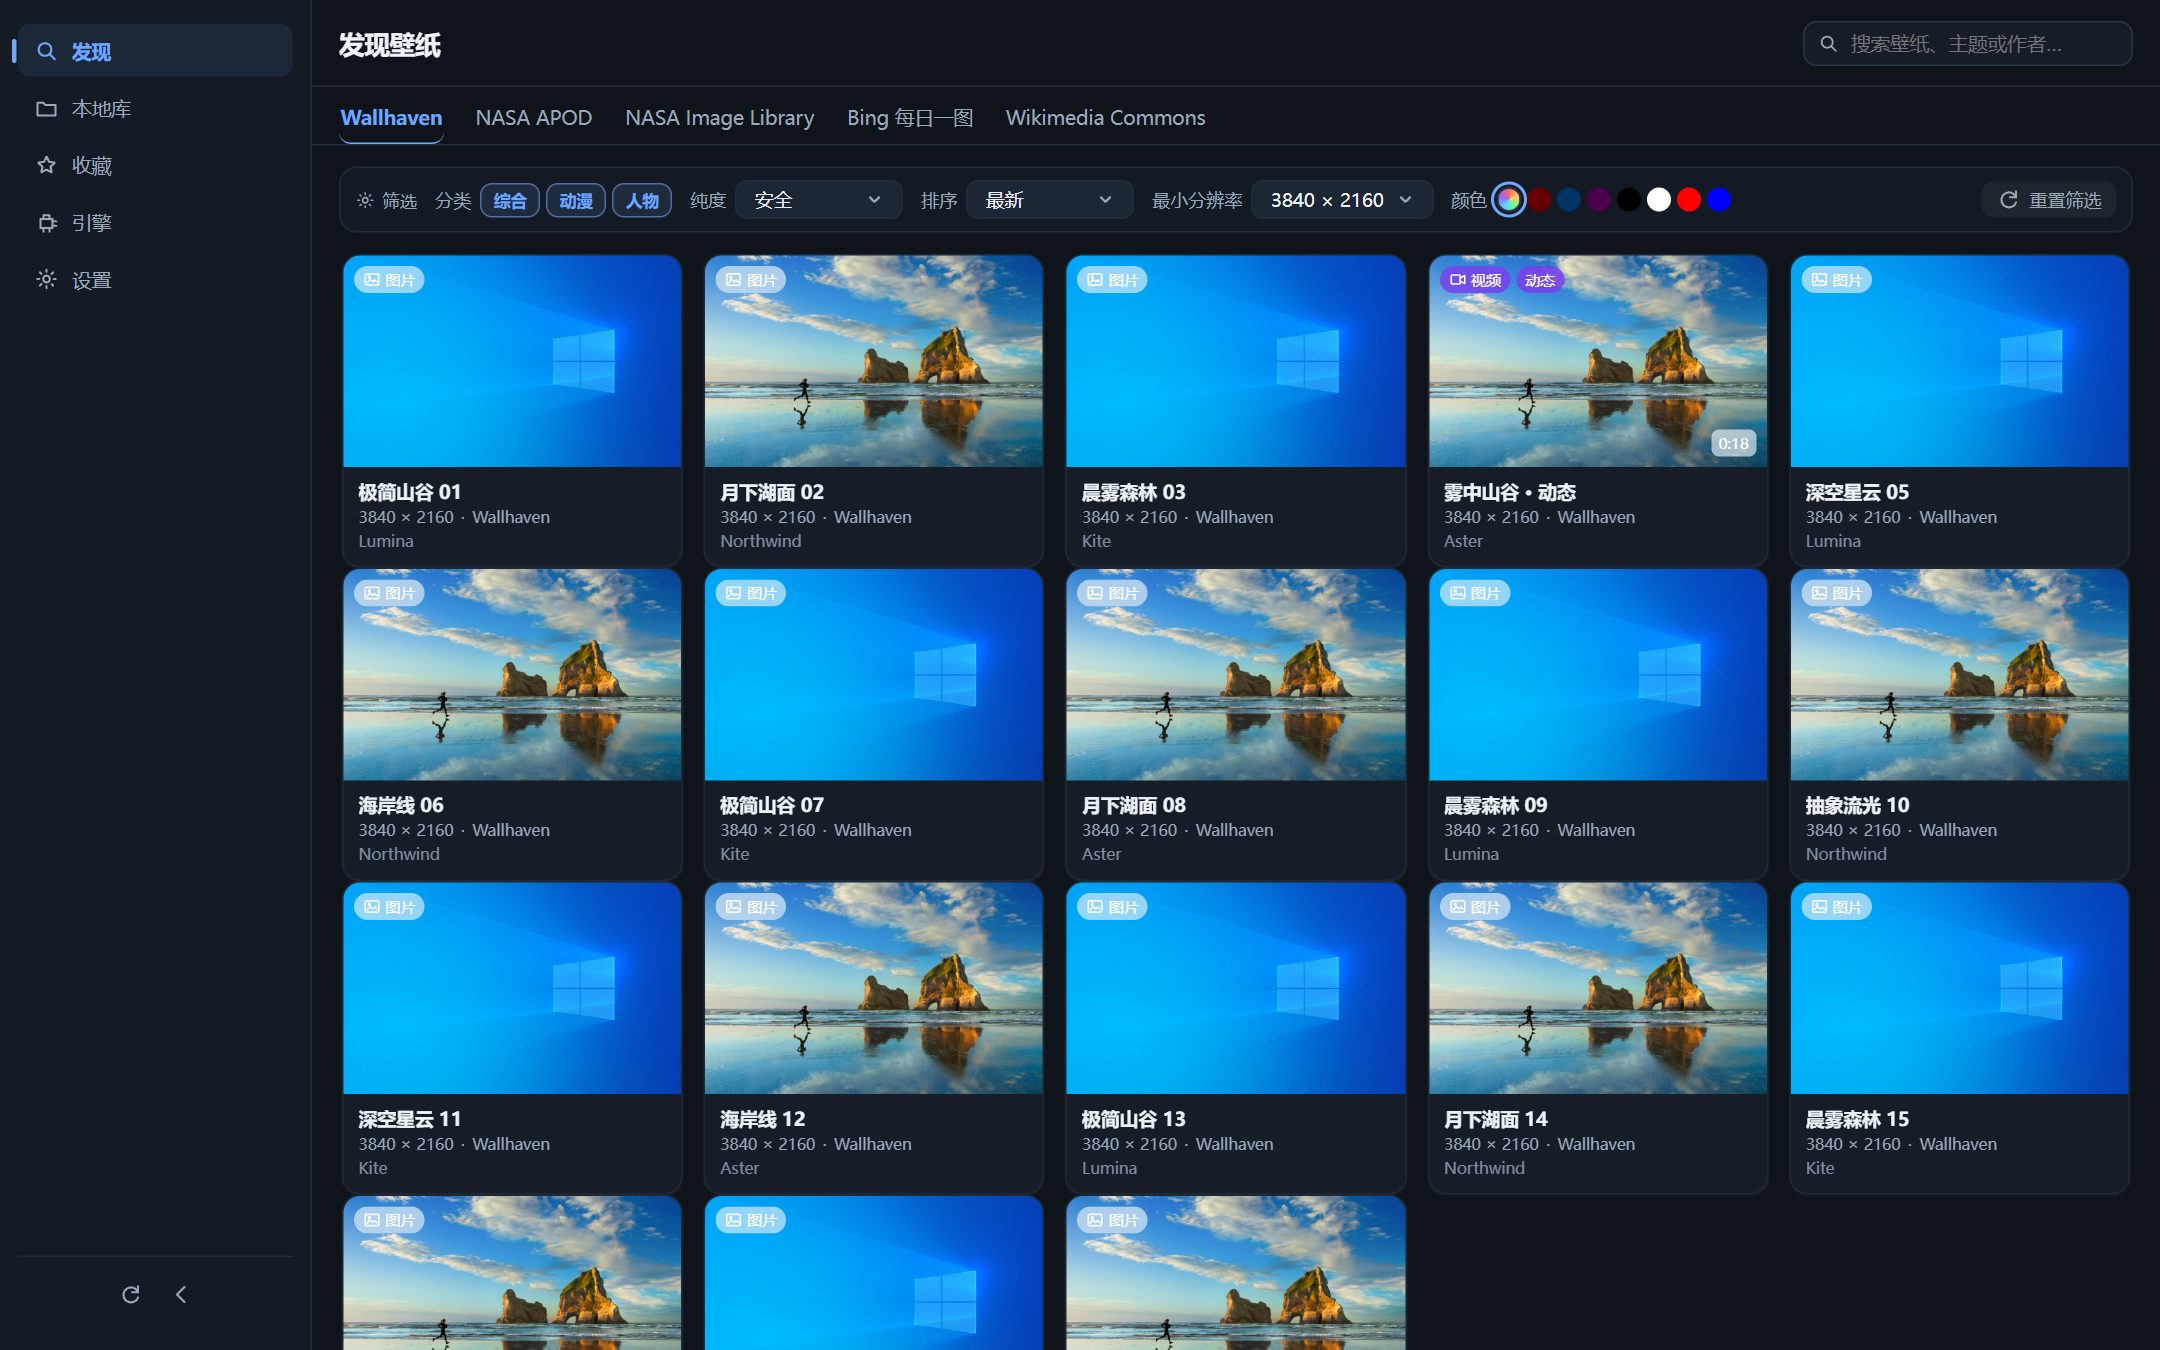 发现
本地库
收藏
引擎
设置
发现壁纸
搜索壁纸、主题或作者...
Wallhaven NASA APOD NASA Image Library Bing 每日一图 Wikimedia Commons
筛选 分类 综合 动漫 人物 纯度 安全 排序 最新 最小分辨率 3840 × 2160 颜色 重置筛选
图片
极简山谷 01
3840 × 2160 · Wallhaven
Lumina
图片
月下湖面 02
3840 × 2160 · Wallhaven
Northwind
图片
晨雾森林 03
3840 × 2160 · Wallhaven
Kite
视频 动态
0:18
雾中山谷 • 动态
3840 × 2160 · Wallhaven
Aster
图片
深空星云 05
3840 × 2160 · Wallhaven
Lumina
图片
海岸线 06
3840 × 2160 · Wallhaven
Northwind
图片
极简山谷 07
3840 × 2160 · Wallhaven
Kite
图片
月下湖面 08
3840 × 2160 · Wallhaven
Aster
图片
晨雾森林 09
3840 × 2160 · Wallhaven
Lumina
图片
抽象流光 10
3840 × 2160 · Wallhaven
Northwind
图片
深空星云 11
3840 × 2160 · Wallhaven
Kite
图片
海岸线 12
3840 × 2160 · Wallhaven
Aster
图片
极简山谷 13
3840 × 2160 · Wallhaven
Lumina
图片
月下湖面 14
3840 × 2160 · Wallhaven
Northwind
图片
晨雾森林 15
3840 × 2160 · Wallhaven
Kite
图片
图片
图片